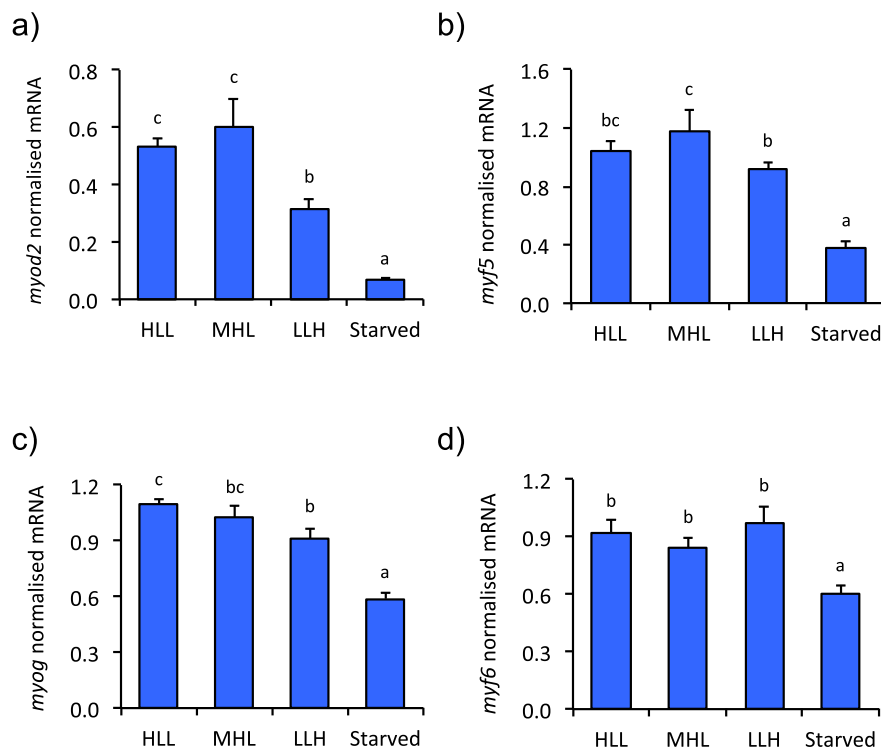 a)
myod2 normalised mRNA
0.8
0.6
0.4
0.2
0.0
c
c
b
a
HLL MHL LLH Starved
b)
myf5 normalised mRNA
1.6
1.2
0.8
0.4
0.0
bc
c
b
a
HLL MHL LLH Starved
c)
myog normalised mRNA
1.2
0.9
0.6
0.3
0.0
c
bc
b
a
HLL MHL LLH Starved
d)
myf6 normalised mRNA
1.2
0.9
0.6
0.3
0.0
b
b
b
a
HLL MHL LLH Starved